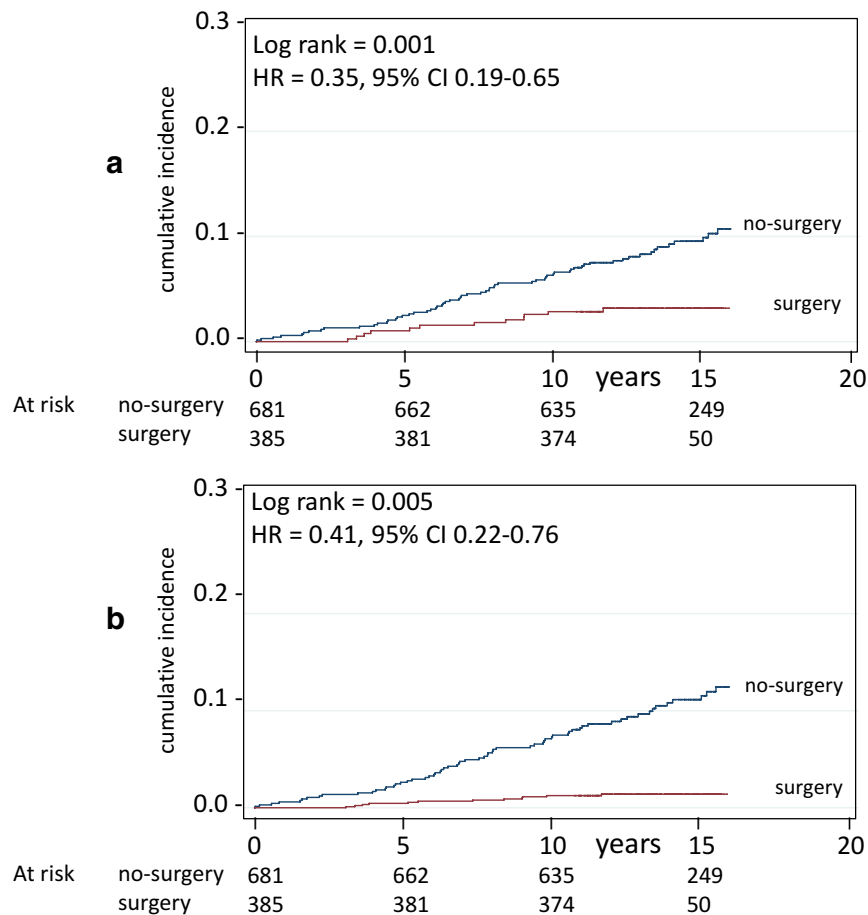 0.3
Log rank = 0.001
HR = 0.35, 95% CI 0.19-0.65
0.2
a
cumulative incidence
0.1
no-surgery
surgery
0.0
0 5 10 years 15 20
At risk no-surgery 681 662 635 249
surgery 385 381 374 50
0.3
Log rank = 0.005
HR = 0.41, 95% CI 0.22-0.76
0.2
b
cumulative incidence
0.1
no-surgery
surgery
0.0
0 5 10 years 15 20
At risk no-surgery 681 662 635 249
surgery 385 381 374 50